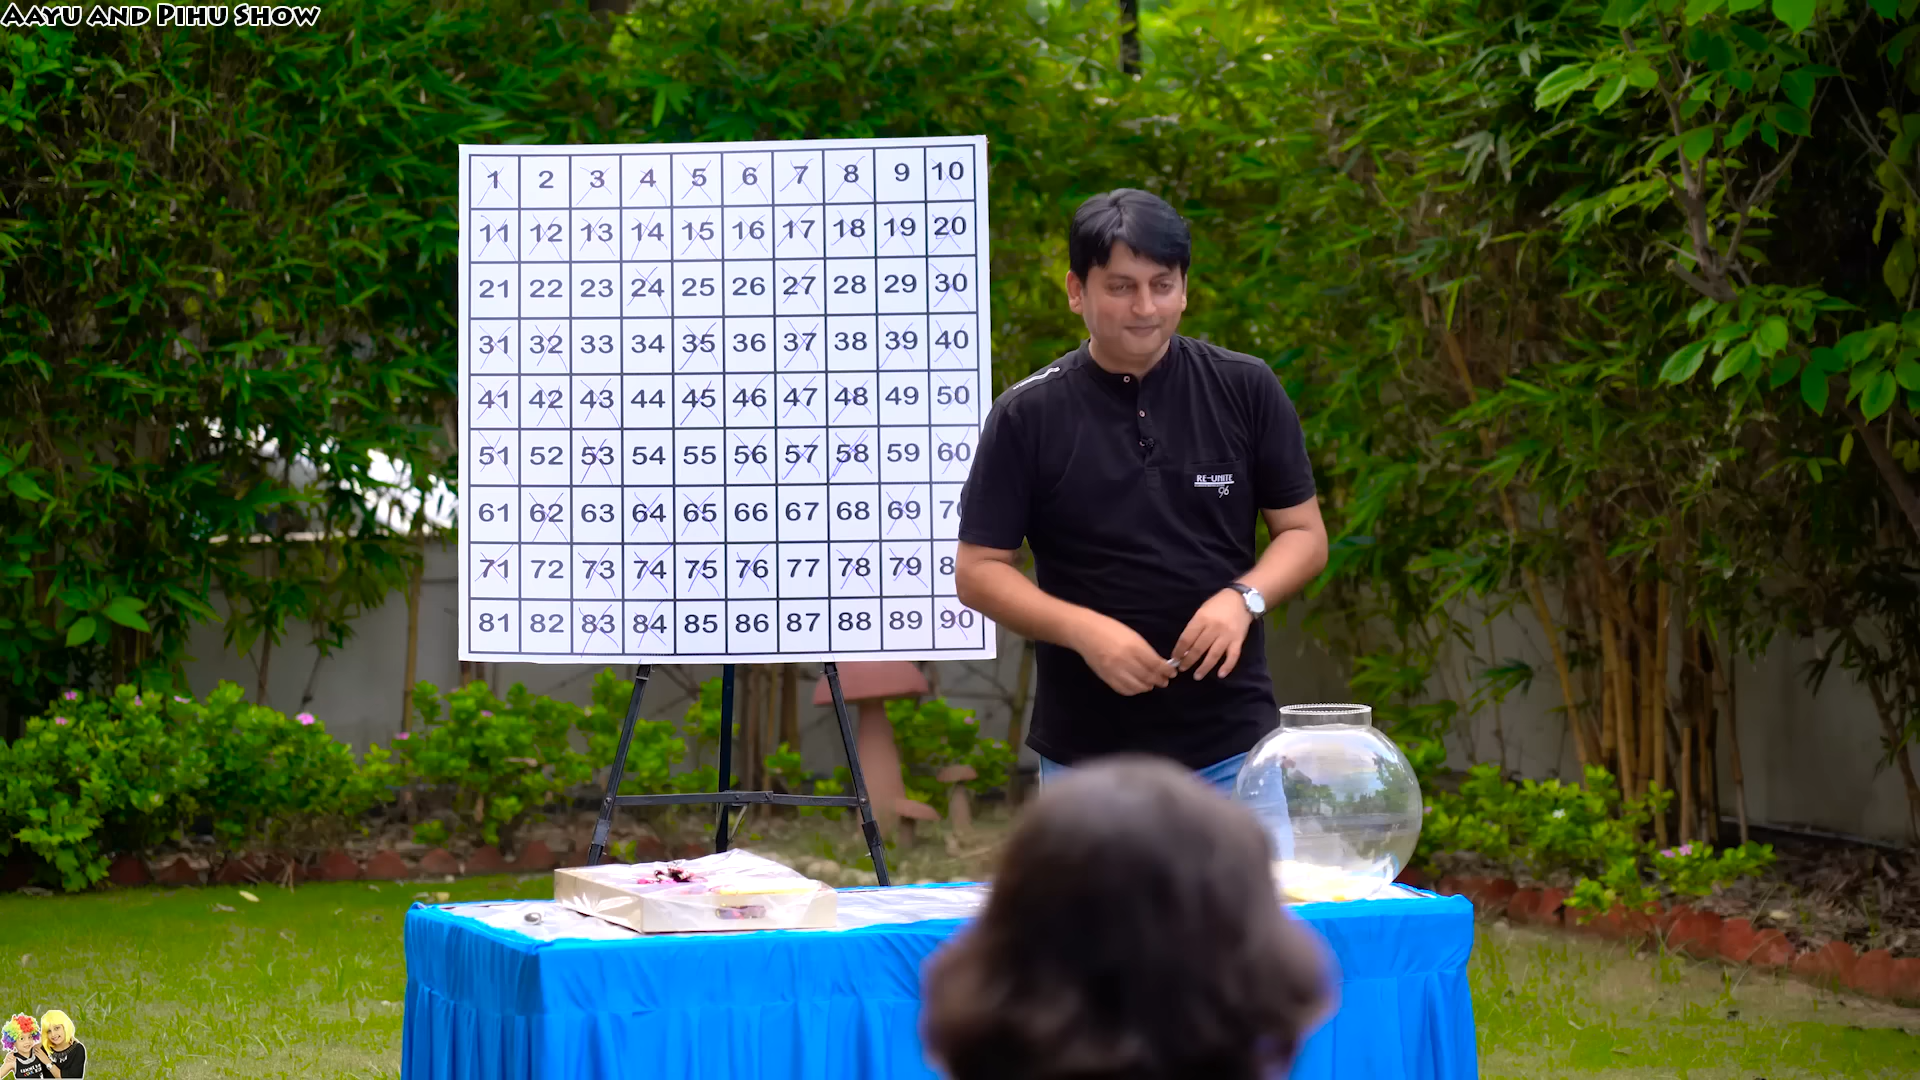 AAYU AND PIHU SHOW
1 2 3 4 5 6 7 8 9 10
11 12 13 14 15 16 17 18 19 20
21 22 23 24 25 26 27 28 29 30
31 32 33 34 35 36 37 38 39 40
41 42 43 44 45 46 47 48 49 50
51 52 53 54 55 56 57 58 59 60
61 62 63 64 65 66 67 68 69
71 72 73 74 75 76 77 78 79
81 82 83 84 85 86 87 88 89 90
RE-UNITE
96